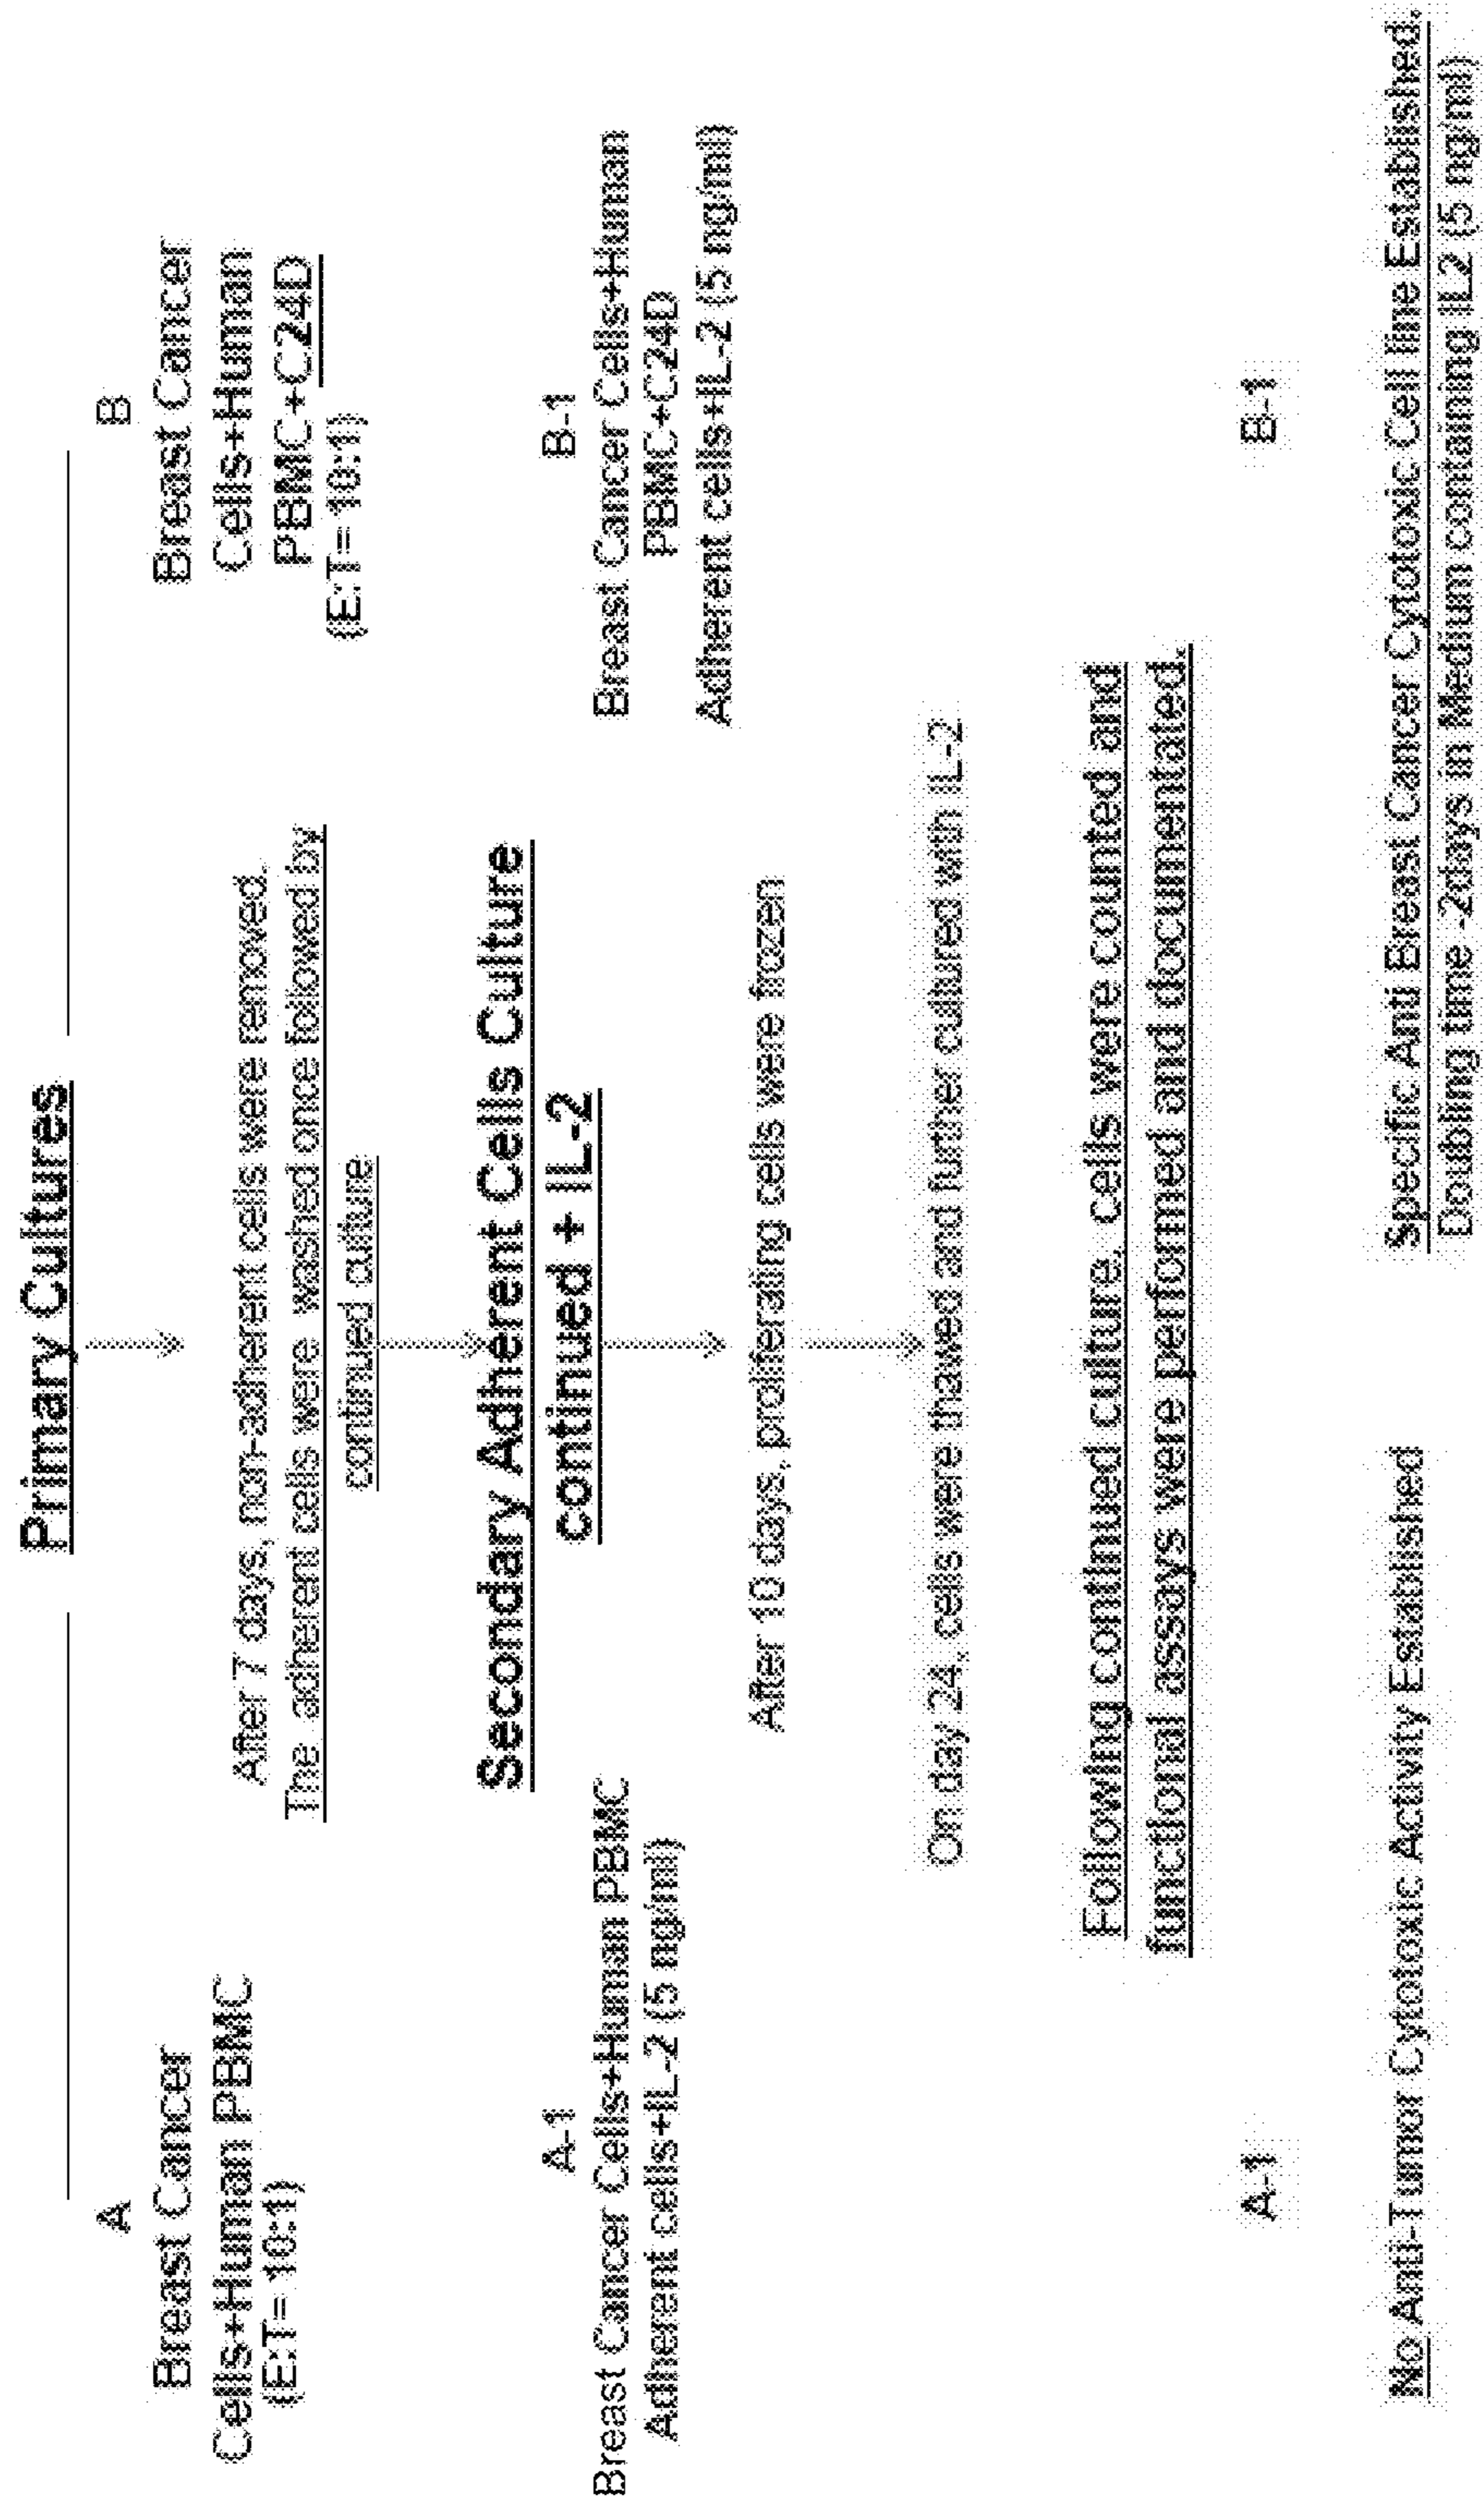 Primary Cultures
A
Breast Cancer
Cells+Human PBMC
(E:T= 10:1)
After 7 days, non-adherent cells were removed.
The adherent cells were washed once followed by
continued culture
B
Breast Cancer
Cells+Human
PBMC+C24D
(E:T= 10:1)
Secondary Adherent Cells Culture
continued + IL-2
A-1
Breast Cancer Cells+Human PBMC
Adherent cells+IL-2 (5 ng/ml)
B-1
Breast Cancer Cells+Human
PBMC+C24D
Adherent cells+IL-2 (5 ng/ml)
After 10 days, proliferating cells were frozen
On day 24, cells were thawed and further cultured with IL-2
Following continued culture, cells were counted and
functional assays were performed and documentated.
A-1
No Anti-Tumor Cytotoxic Activity Established
B-1
Specific Anti Breast Cancer Cytotoxic Cell line Established.
Doubling time -2days in Medium containing IL2 (5 ng/ml)